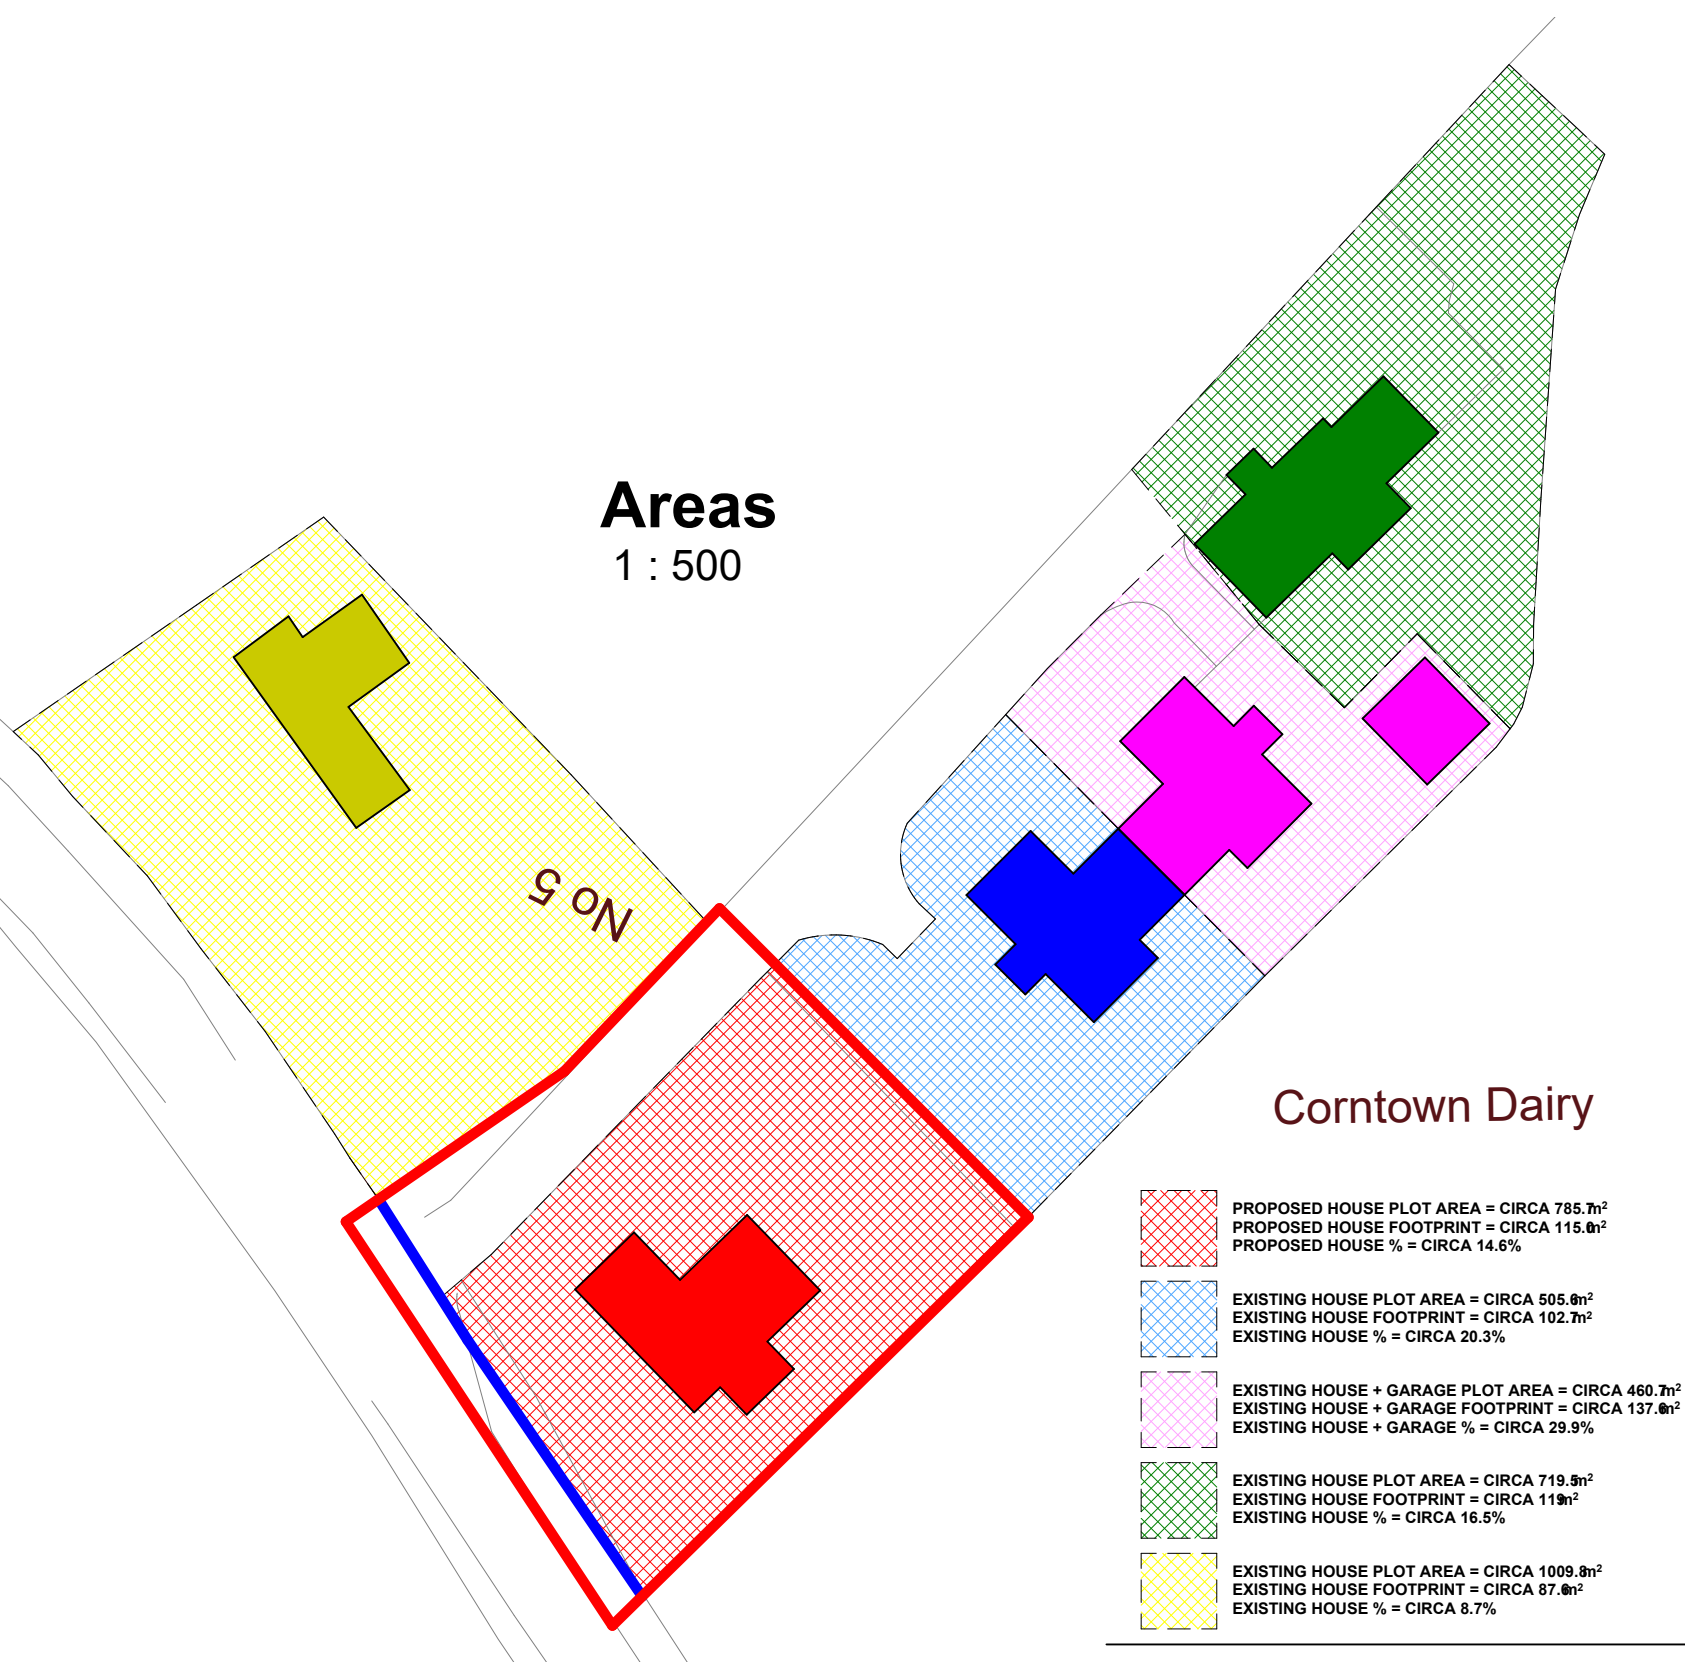 Areas
1 : 500
No 5
Corntown Dairy
PROPOSED HOUSE PLOT AREA = CIRCA 785.7m²
PROPOSED HOUSE FOOTPRINT = CIRCA 115.0m²
PROPOSED HOUSE % = CIRCA 14.6%
EXISTING HOUSE PLOT AREA = CIRCA 505.6m²
EXISTING HOUSE FOOTPRINT = CIRCA 102.7m²
EXISTING HOUSE % = CIRCA 20.3%
EXISTING HOUSE + GARAGE PLOT AREA = CIRCA 460.7m²
EXISTING HOUSE + GARAGE FOOTPRINT = CIRCA 137.6m²
EXISTING HOUSE + GARAGE % = CIRCA 29.9%
EXISTING HOUSE PLOT AREA = CIRCA 719.5m²
EXISTING HOUSE FOOTPRINT = CIRCA 119m²
EXISTING HOUSE % = CIRCA 16.5%
EXISTING HOUSE PLOT AREA = CIRCA 1009.8m²
EXISTING HOUSE FOOTPRINT = CIRCA 87.6m²
EXISTING HOUSE % = CIRCA 8.7%